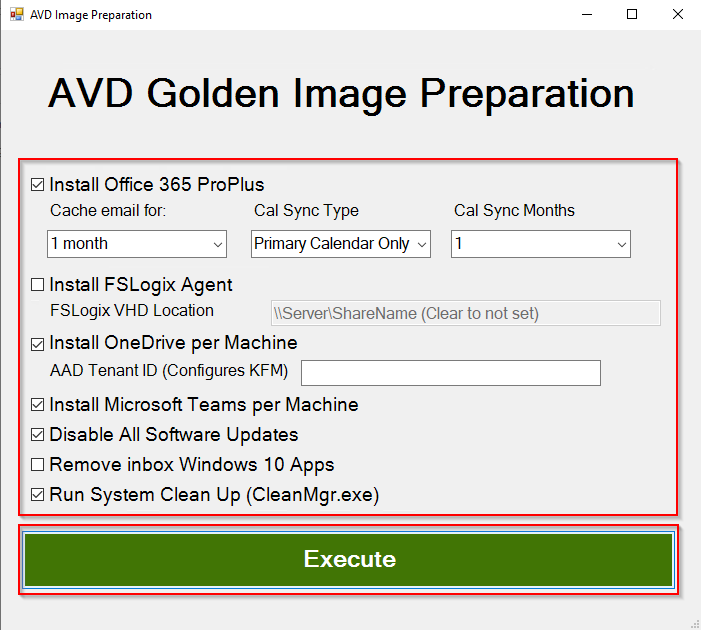 AVD Image Preparation
AVD Golden Image Preparation
Install Office 365 ProPlus
Cache email for: Cal Sync Type Cal Sync Months
1 month Primary Calendar Only 1
Install FSLogix Agent
FSLogix VHD Location \\Server\ShareName (Clear to not set)
Install OneDrive per Machine
AAD Tenant ID (Configures KFM)
Install Microsoft Teams per Machine
Disable All Software Updates
Remove inbox Windows 10 Apps
Run System Clean Up (CleanMgr.exe)
Execute